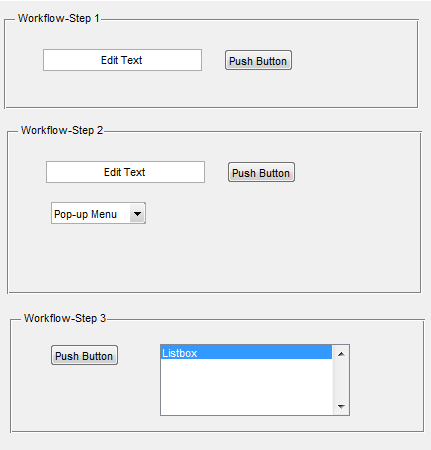 Workflow-Step 1
Edit Text
Push Button
Workflow-Step 2
Edit Text
Push Button
Pop-up Menu
Workflow-Step 3
Push Button
Listbox